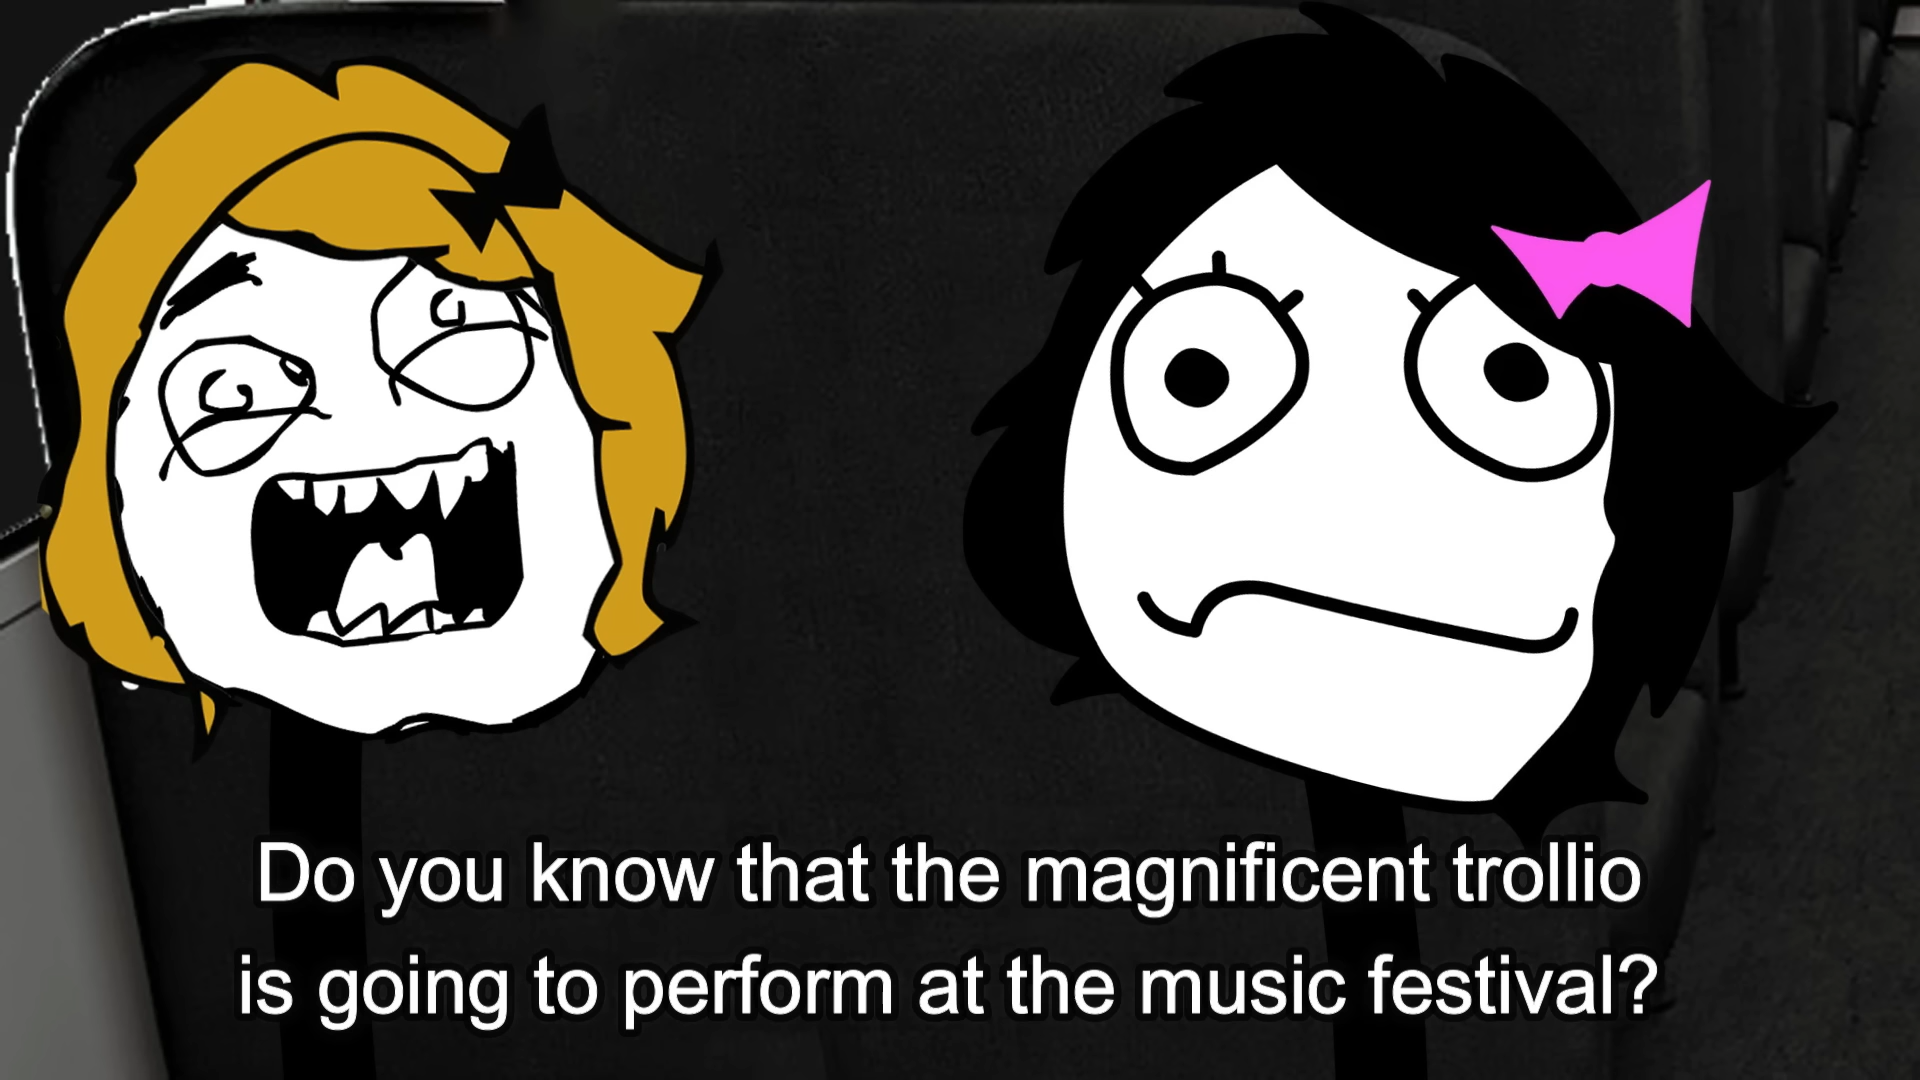 Do you know that the magnificent trollio
is going to perform at the music festival?